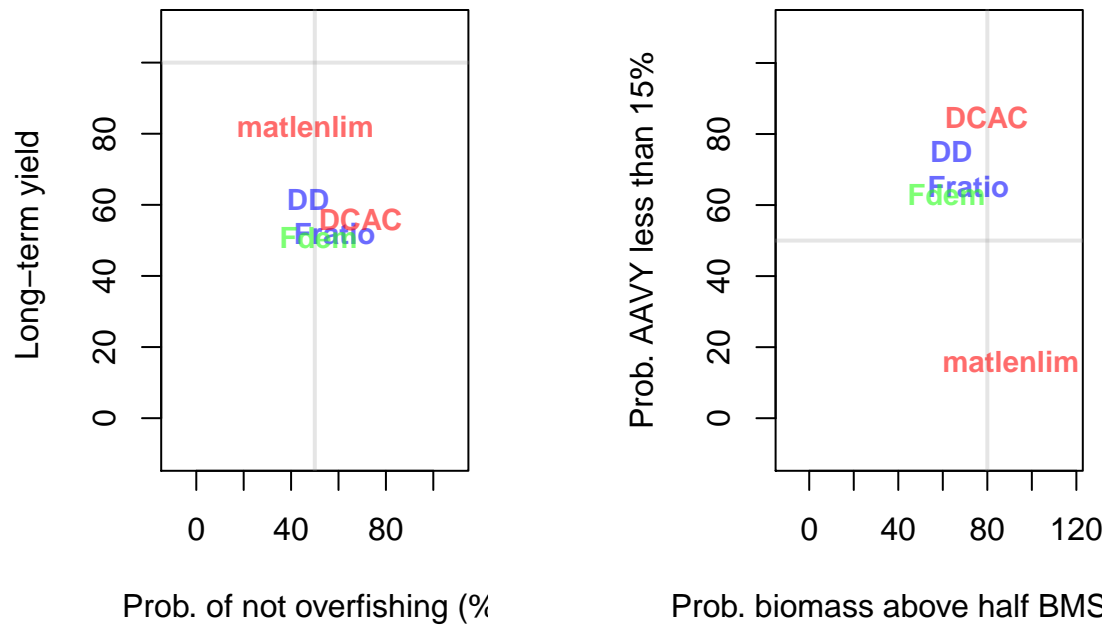 Long−term yield
0
20
40
60
80
matlenlim
DD
DCAC
Fratio
Fdem
0
40
80
Prob. of not overfishing (%
Prob. AAVY less than 15%
0
20
40
60
80
DCAC
DD
Fratio
Fdem
matlenlim
0
40
80
120
Prob. biomass above half BMS